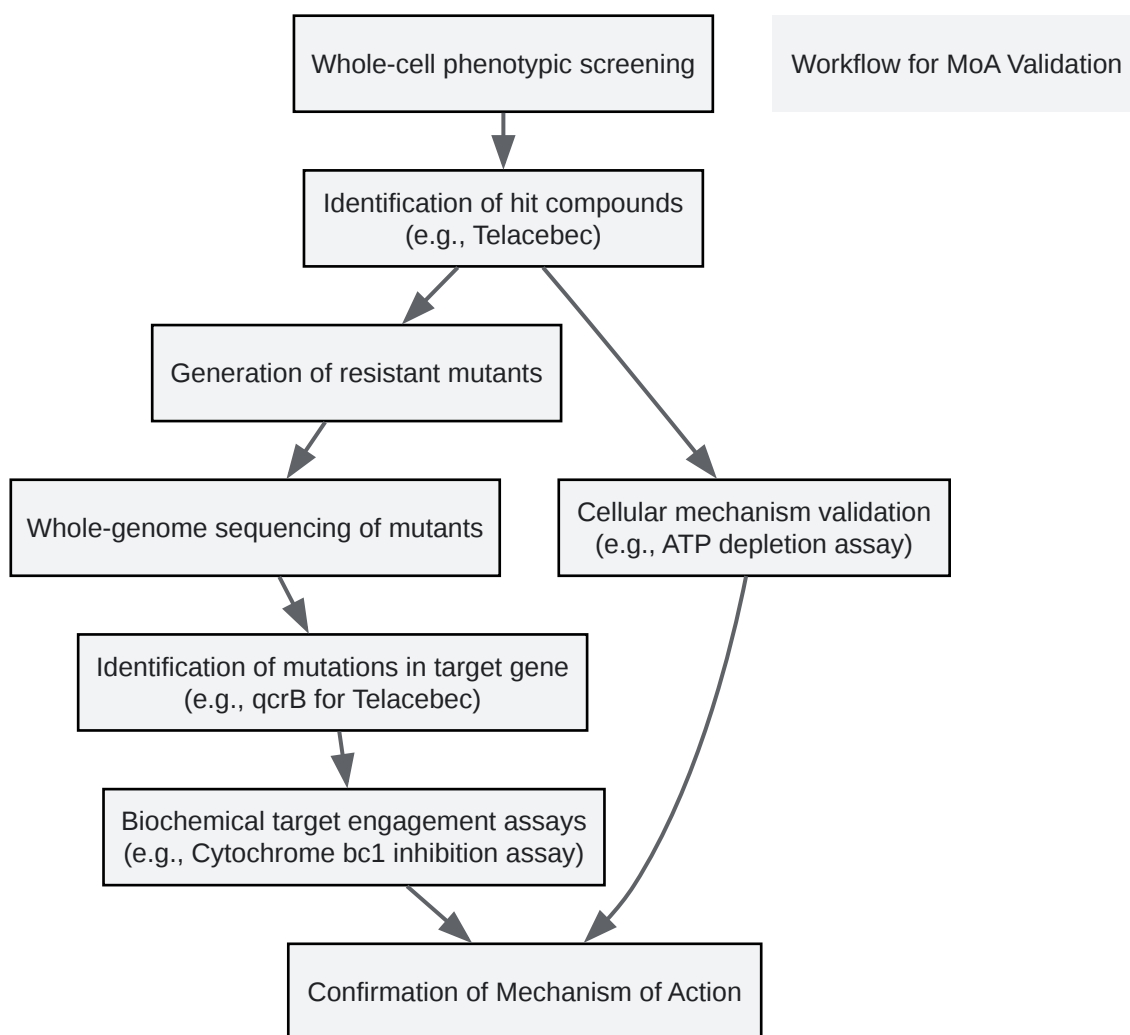 Whole-cell phenotypic screening
Workflow for MoA Validation
Identification of hit compounds
(e.g., Telacebec)
Generation of resistant mutants
Whole-genome sequencing of mutants
Cellular mechanism validation
(e.g., ATP depletion assay)
Identification of mutations in target gene
(e.g., qcrB for Telacebec)
Biochemical target engagement assays
(e.g., Cytochrome bc1 inhibition assay)
Confirmation of Mechanism of Action